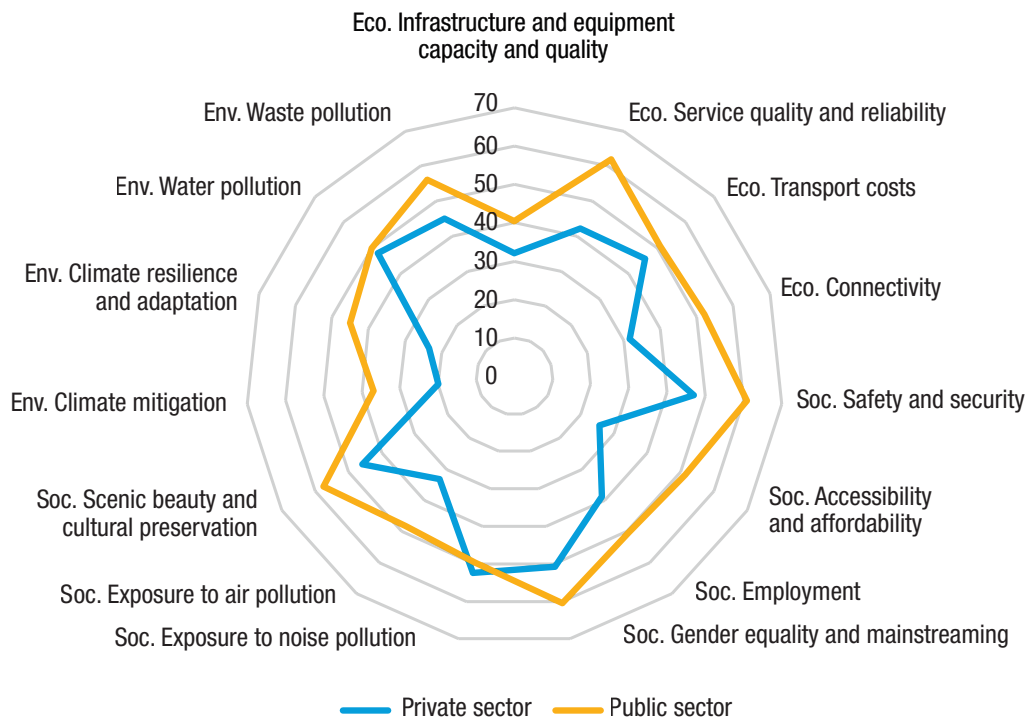 Eco. Infrastructure and equipment
capacity and quality
Env. Waste pollution
Eco. Service quality and reliability
Env. Water pollution
Eco. Transport costs
Env. Climate resilience
and adaptation
Eco. Connectivity
Env. Climate mitigation
Soc. Safety and security
Soc. Scenic beauty and
cultural preservation
Soc. Accessibility
and affordability
Soc. Exposure to air pollution
Soc. Employment
Soc. Exposure to noise pollution
Soc. Gender equality and mainstreaming
70
60
50
40
30
20
10
0
Private sector
Public sector